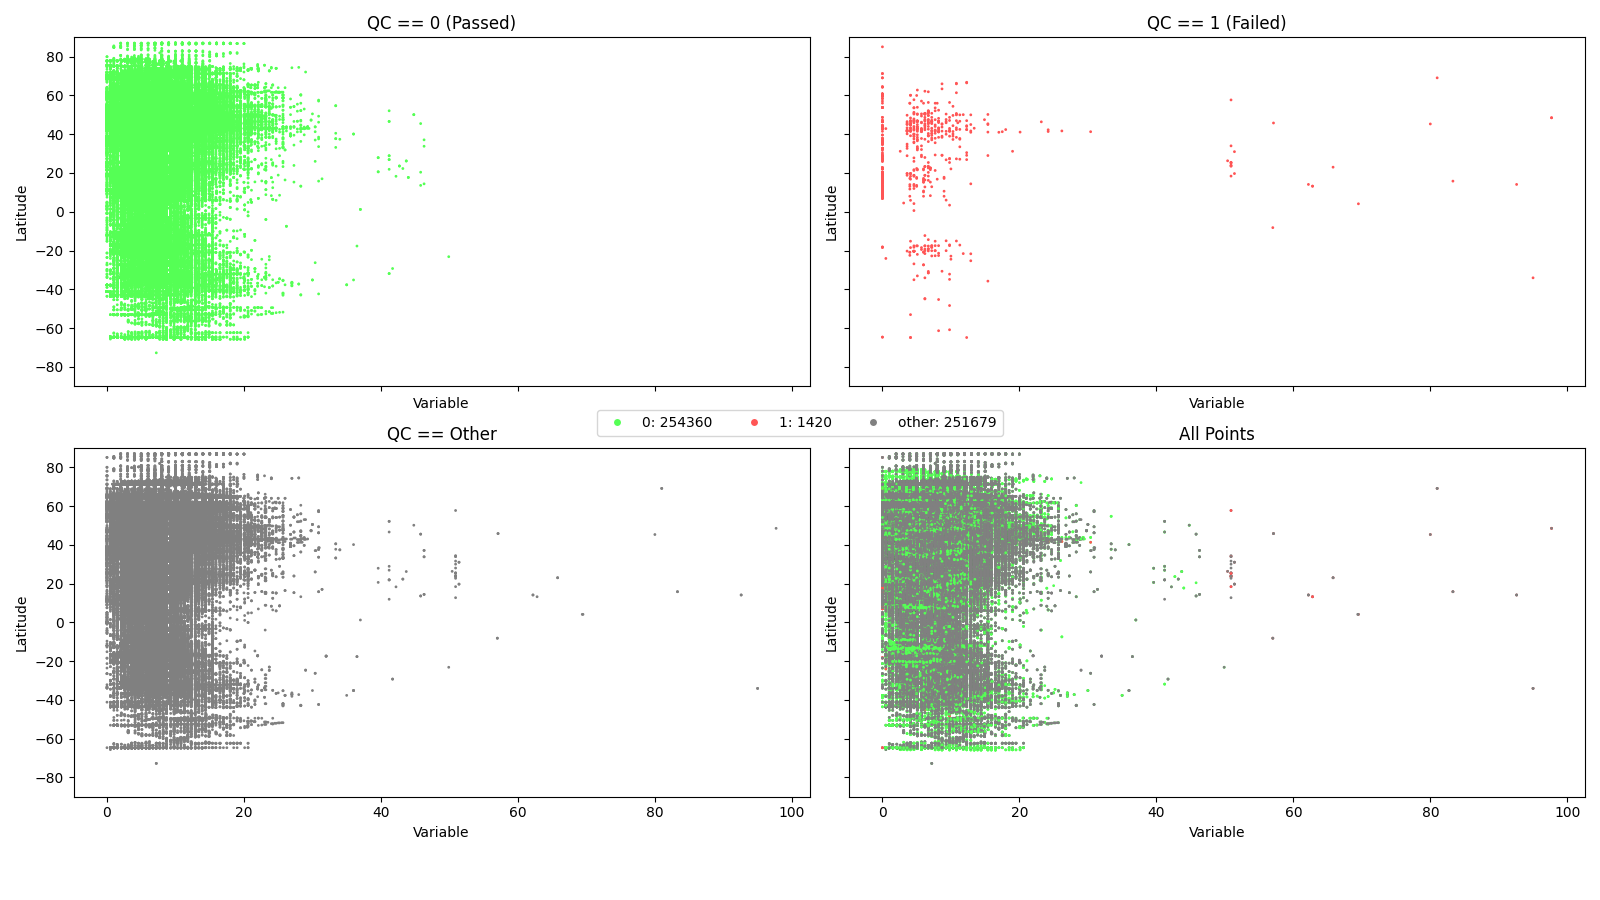 QC == 0 (Passed)
QC == 1 (Failed)
Latitude
80
60
40
20
0
−20
−40
−60
−80
Variable
Latitude
Variable
0: 254360
1: 1420
other: 251679
QC == Other
All Points
Latitude
80
60
40
20
0
−20
−40
−60
−80
0
20
40
60
80
100
Variable
Latitude
0
20
40
60
80
100
Variable